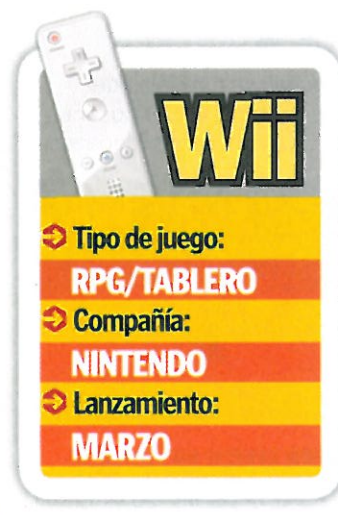 Wii
Tipo de juego:
RPG/TABLERO
Compañía:
NINTENDO
Lanzamiento:
MARZO